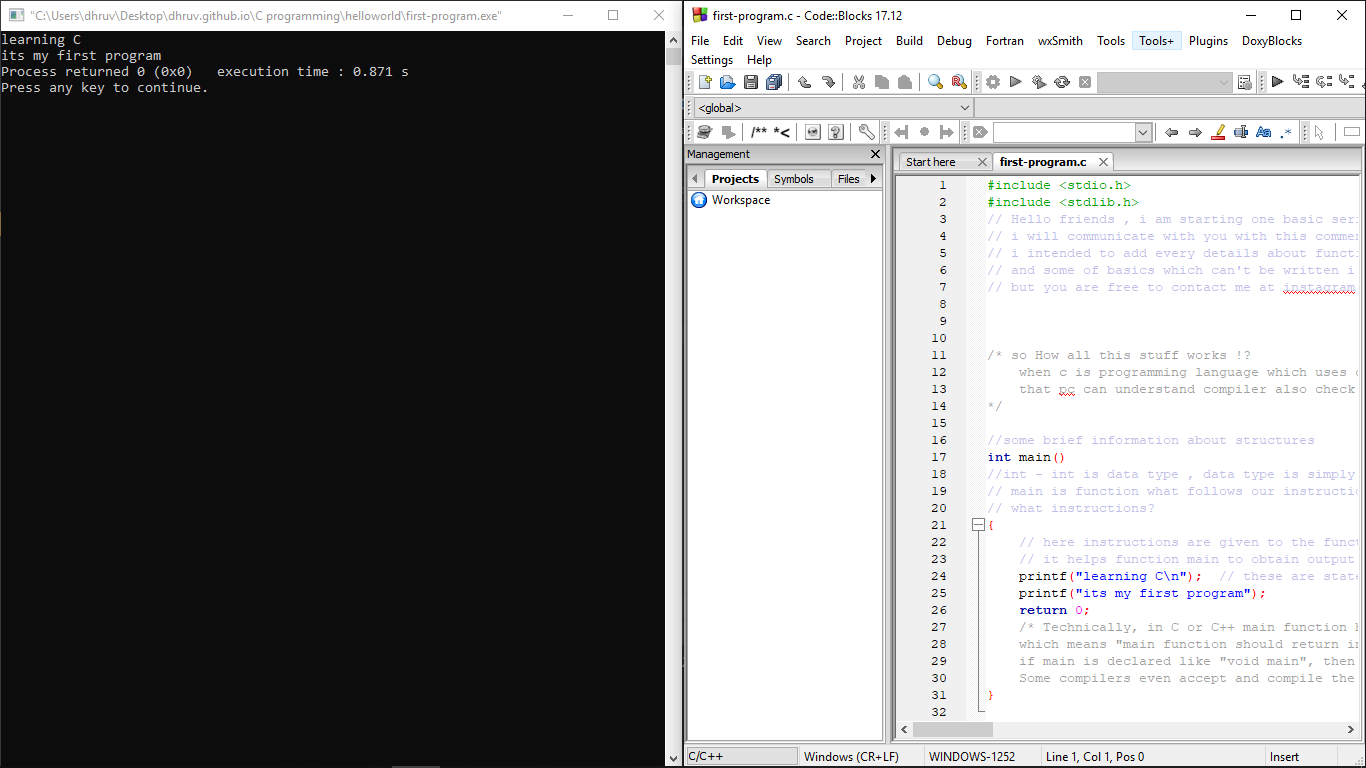 "C:\Users\dhruv\Desktop\dhruv.github.io\C programming\helloworld\first-program.exe"
learning C
its my first program
Process returned 0 (0x0)   execution time : 0.871 s
Press any key to continue.
first-program.c - Code::Blocks 17.12
File Edit View Search Project Build Debug Fortran wxSmith Tools Tools+ Plugins DoxyBlocks
Settings Help
<global>
/** *<
Aa .*
Management
Projects Symbols Files
Workspace
Start here first-program.c
1 #include <stdio.h>
2 #include <stdlib.h>
3 // Hello friends , i am starting one basic seri
4 // i will communicate with you with this commen
5 // i intended to add every details about functi
6 // and some of basics which can't be written i
7 // but you are free to contact me at instagram
8
9
10
11 /* so How all this stuff works !?
12 when c is programming language which uses c
13 that pc can understand compiler also check
14 */
15
16 //some brief information about structures
17 int main()
18 //int - int is data type , data type is simply
19 // main is function what follows our instructio
20 // what instructions?
21 {
22 // here instructions are given to the funct
23 // it helps function main to obtain output
24 printf("learning C\n");  // these are state
25 printf("its my first program");
26 return 0;
27 /* Technically, in C or C++ main function h
28 which means "main function should return in
29 if main is declared like "void main", then
30 Some compilers even accept and compile the
31 }
32
C/C++ Windows (CR+LF) WINDOWS-1252 Line 1, Col 1, Pos 0 Insert